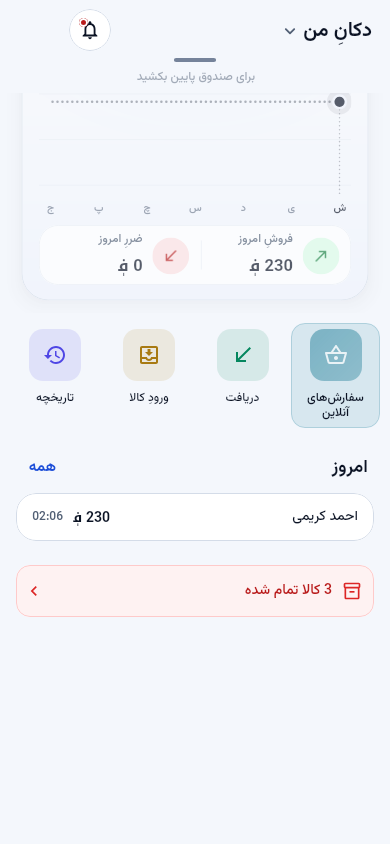 دکانِ من
برای صندوق پایین بکشید
ش ی د س چ پ ج
فروشِ امروز
230 ؋
ضررِ امروز
0 ؋
سفارش‌های آنلاین
دریافت
ورودِ کالا
تاریخچه
امروز
همه
احمد کریمی
230 ؋
02:06
3 کالا تمام شده